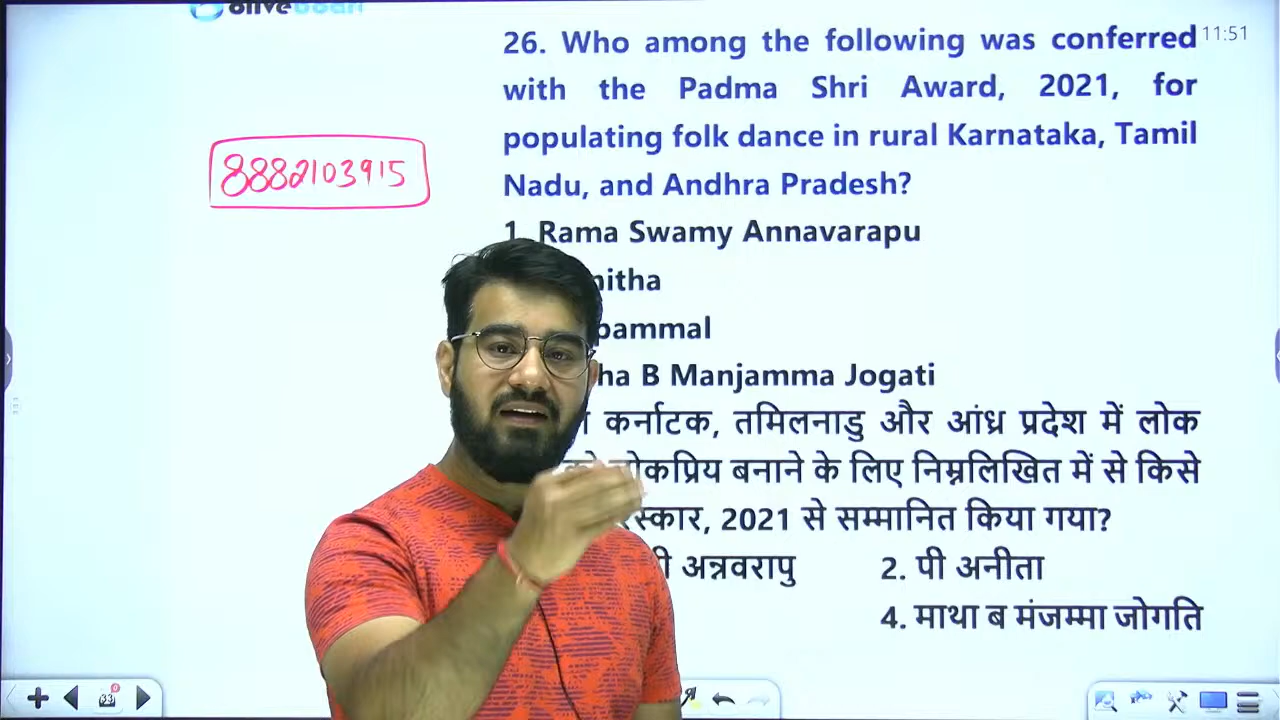 oliveboard
11:51
8882103915
26. Who among the following was conferred
with the Padma Shri Award, 2021, for
populating folk dance in rural Karnataka, Tamil
Nadu, and Andhra Pradesh?
1. Rama Swamy Annavarapu
nitha
pammal
ha B Manjamma Jogati
कर्नाटक, तमिलनाडु और आंध्र प्रदेश में लोक
को लोकप्रिय बनाने के लिए निम्नलिखित में से किसे
रस्कार, 2021 से सम्मानित किया गया?
ी अन्नवरापु 2. पी अनीता
4. माथा ब मंजम्मा जोगति
33